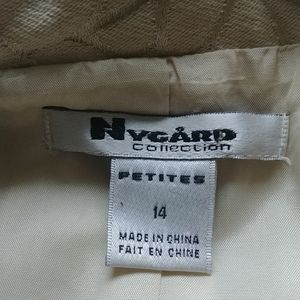 NYGÅRD
Collection
PETITES
14
MADE IN CHINA
FAIT EN CHINE